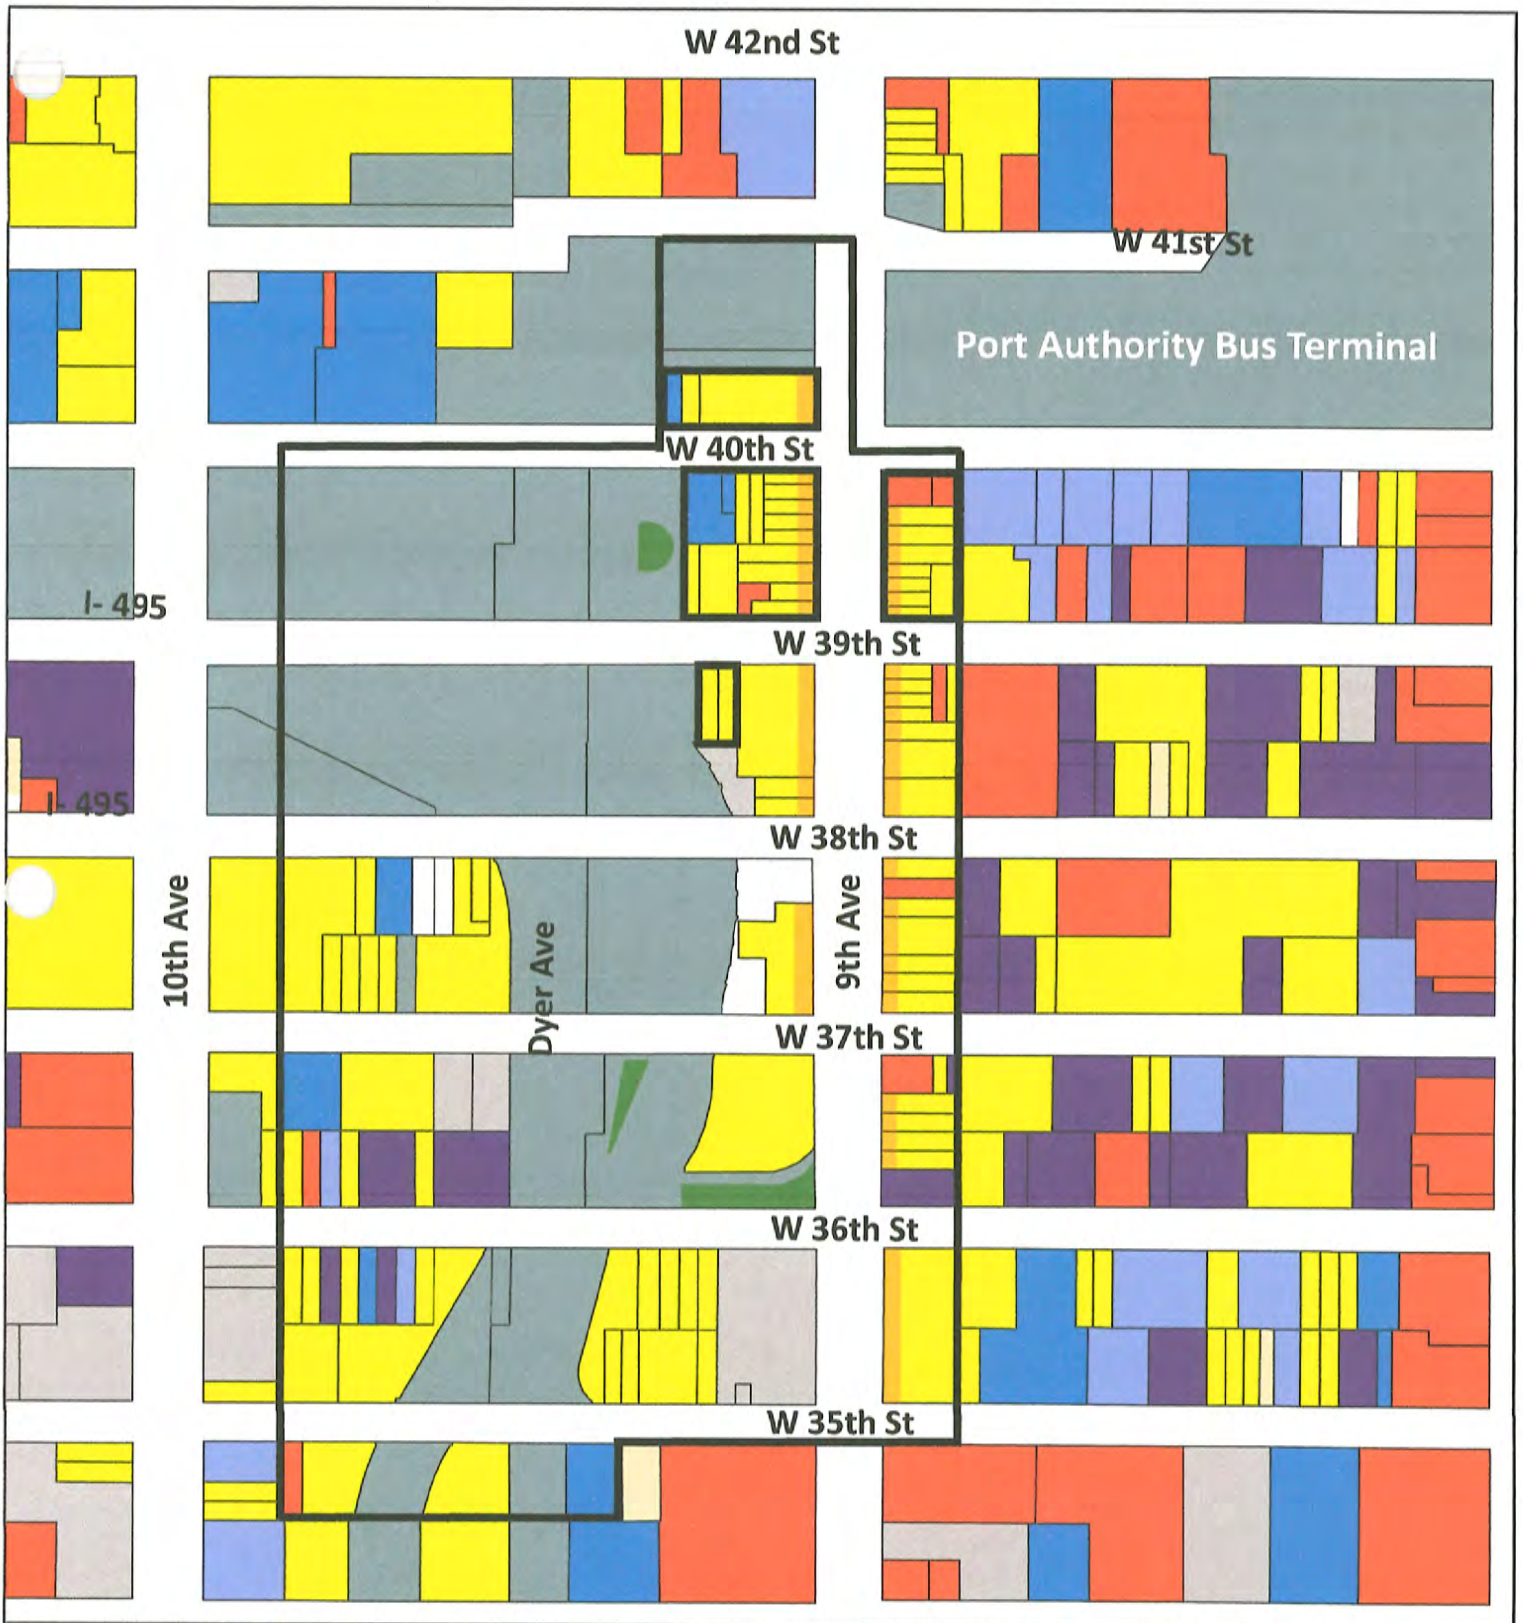 W 42nd St
W 41st St
Port Authority Bus Terminal
W 40th St
I- 495
W 39th St
I- 495
W 38th St
10th Ave
Dyer Ave
9th Ave
W 37th St
W 36th St
W 35th St